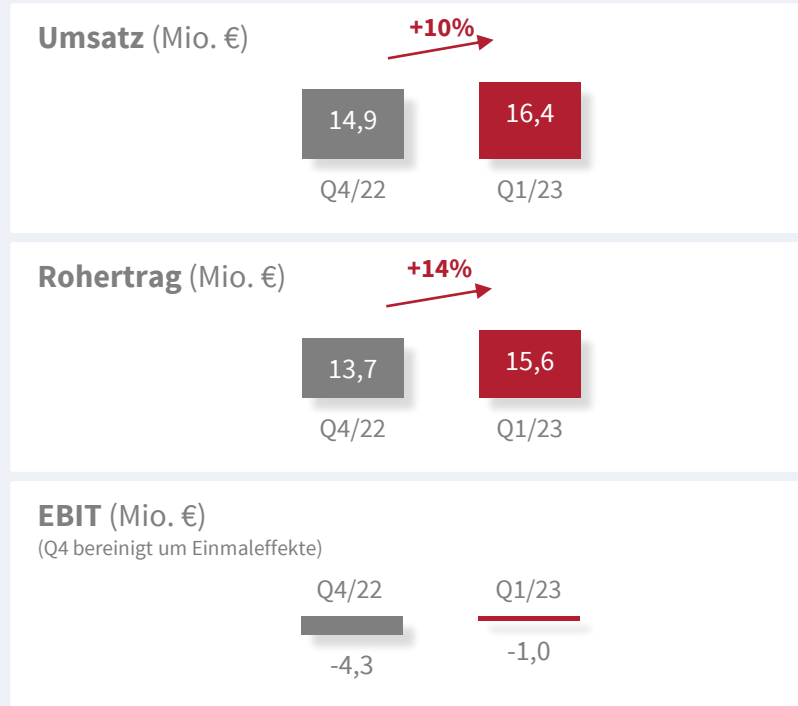 Umsatz (Mio. €)
+10%
14,9
16,4
Q4/22
Q1/23
Rohertrag (Mio. €)
+14%
13,7
15,6
Q4/22
Q1/23
EBIT (Mio. €)
(Q4 bereinigt um Einmaleffekte)
Q4/22
Q1/23
-4,3
-1,0